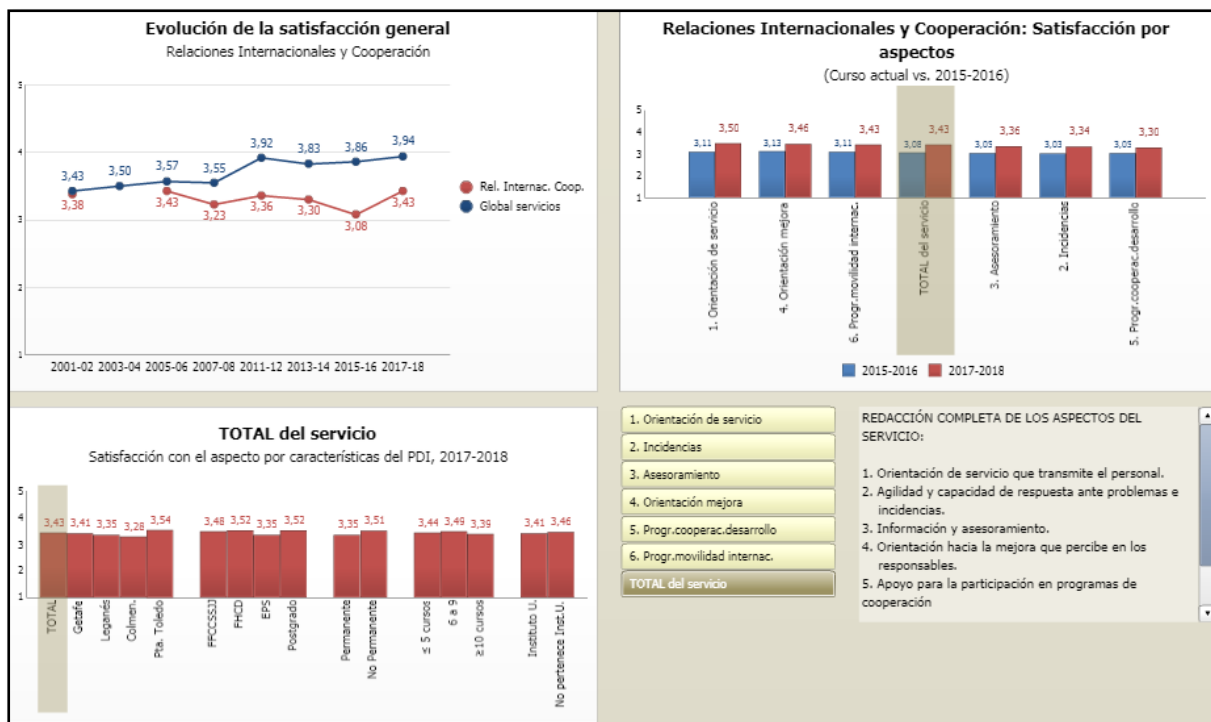 Evolución de la satisfacción general
Relaciones Internacionales y Cooperación
5
4
3
2
1
3,43
3,50
3,57
3,55
3,92
3,83
3,86
3,94
3,38
3,43
3,23
3,36
3,30
3,08
3,43
Rel. Internac. Coop.
Global servicios
2001-02 2003-04 2005-06 2007-08 2011-12 2013-14 2015-16 2017-18
Relaciones Internacionales y Cooperación: Satisfacción por
aspectos
(Curso actual vs. 2015-2016)
5
4
3
2
1
3,11 3,50
3,13 3,46
3,11 3,43
3,08 3,43
3,05 3,36
3,03 3,34
3,05 3,30
1. Orientación de servicio
4. Orientación mejora
6. Progr.movilidad internac.
TOTAL del servicio
3. Asesoramiento
2. Incidencias
5. Progr.cooperac.desarrollo
2015-2016 2017-2018
TOTAL del servicio
Satisfacción con el aspecto por características del PDI, 2017-2018
5
4
3
2
1
3,43 3,41 3,35 3,28 3,54 3,48 3,52 3,35 3,52 3,35 3,51 3,44 3,49 3,39 3,41 3,46
TOTAL
Getafe
Leganés
Colmen.
Pta. Toledo
FFCCSSJJ
FHCD
EPS
Postgrado
Permanente
No Permanente
≤ 5 cursos
6 a 9
≥10 cursos
Instituto U.
No pertenece Inst.U.
1. Orientación de servicio
2. Incidencias
3. Asesoramiento
4. Orientación mejora
5. Progr.cooperac.desarrollo
6. Progr.movilidad internac.
TOTAL del servicio
REDACCIÓN COMPLETA DE LOS ASPECTOS DEL
SERVICIO:
1. Orientación de servicio que transmite el personal.
2. Agilidad y capacidad de respuesta ante problemas e
incidencias.
3. Información y asesoramiento.
4. Orientación hacia la mejora que percibe en los
responsables.
5. Apoyo para la participación en programas de
cooperación